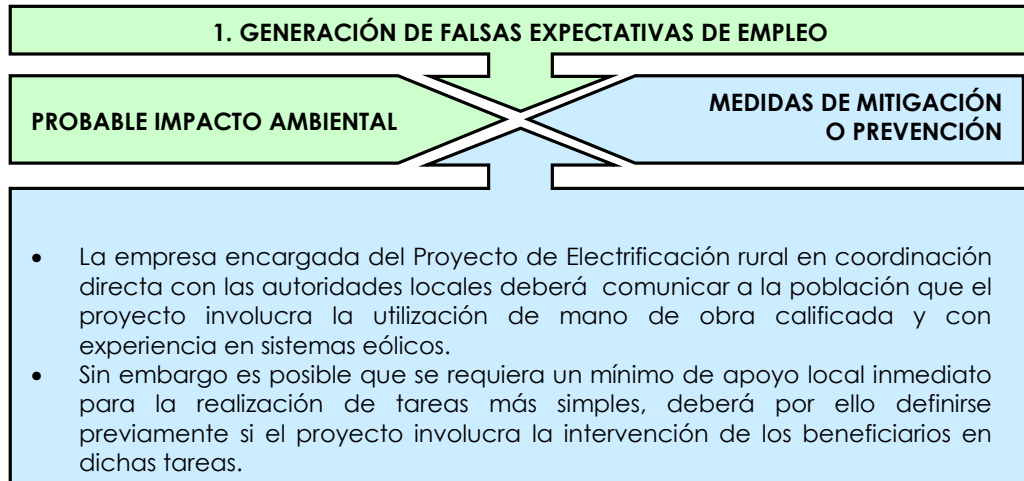 1. GENERACIÓN DE FALSAS EXPECTATIVAS DE EMPLEO
PROBABLE IMPACTO AMBIENTAL
MEDIDAS DE MITIGACIÓN
O PREVENCIÓN
• La empresa encargada del Proyecto de Electrificación rural en coordinación
directa con las autoridades locales deberá comunicar a la población que el
proyecto involucra la utilización de mano de obra calificada y con
experiencia en sistemas eólicos.
• Sin embargo es posible que se requiera un mínimo de apoyo local inmediato
para la realización de tareas más simples, deberá por ello definirse
previamente si el proyecto involucra la intervención de los beneficiarios en
dichas tareas.